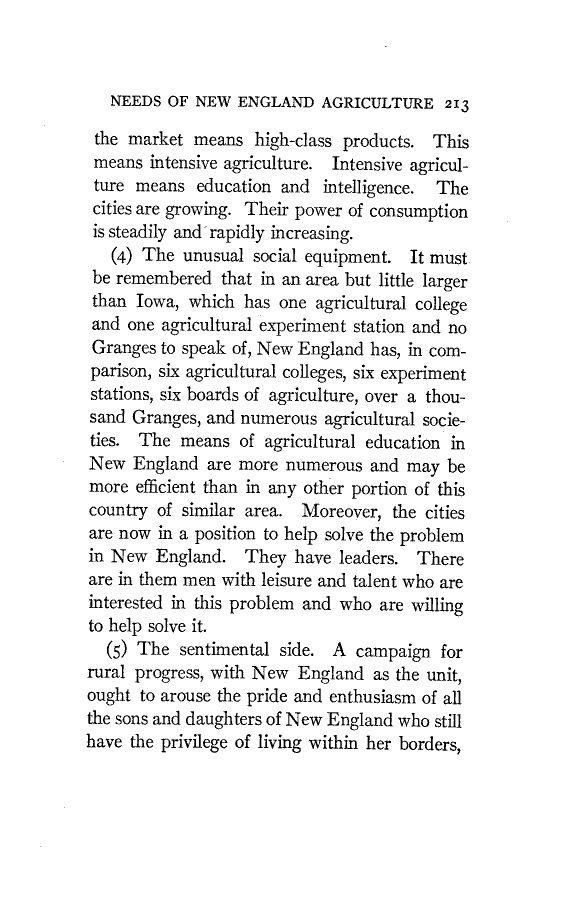 NEEDS OF NEW ENGLAND AGRICULTURE 213
the market means high-class products. This
means intensive agriculture. Intensive agricul-
ture means education and intelligence. The
cities are growing. Their power of consumption
is steadily and rapidly increasing.
(4) The unusual social equipment. It must
be remembered that in an area but little larger
than Iowa, which has one agricultural college
and one agricultural experiment station and no
Granges to speak of, New England has, in com-
parison, six agricultural colleges, six experiment
stations, six boards of agriculture, over a thou-
sand Granges, and numerous agricultural socie-
ties. The means of agricultural education in
New England are more numerous and may be
more efficient than in any other portion of this
country of similar area. Moreover, the cities
are now in a position to help solve the problem
in New England. They have leaders. There
are in them men with leisure and talent who are
interested in this problem and who are willing
to help solve it.
(5) The sentimental side. A campaign for
rural progress, with New England as the unit,
ought to arouse the pride and enthusiasm of all
the sons and daughters of New England who still
have the privilege of living within her borders,